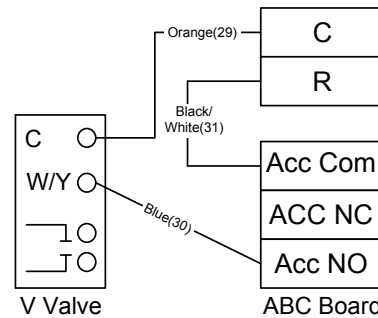 Orange(29)
C
R
Black/
White(31)
C
W/Y
Acc Com
ACC NC
Blue(30)
Acc NO
V Valve
ABC Board